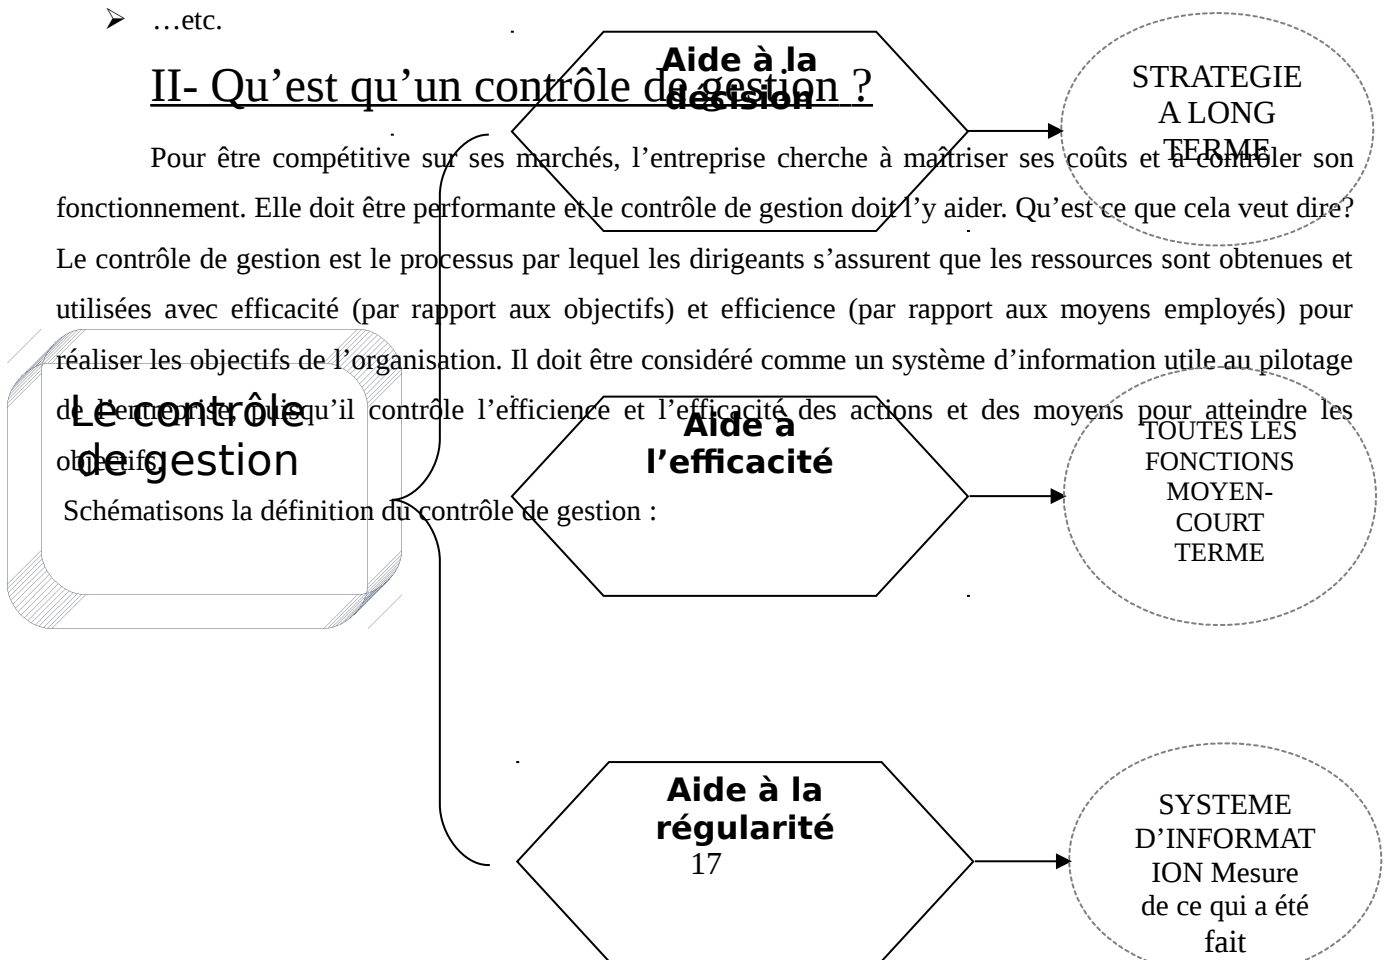 …etc.
II- Qu’est qu’un contrôle de gestion ?
Pour être compétitive sur ses marchés, l’entreprise cherche à maîtriser ses coûts et à contrôler son
fonctionnement. Elle doit être performante et le contrôle de gestion doit l’y aider. Qu’est ce que cela veut dire?
Le contrôle de gestion est le processus par lequel les dirigeants s’assurent que les ressources sont obtenues et
utilisées avec efficacité (par rapport aux objectifs) et efficience (par rapport aux moyens employés) pour
réaliser les objectifs de l’organisation. Il doit être considéré comme un système d’information utile au pilotage
de l’entreprise, puisqu’il contrôle l’efficience et l’efficacité des actions et des moyens pour atteindre les
objectifs.
Schématisons la définition du contrôle de gestion :
Le contrôle
de gestion
Aide à la
décision
STRATEGIE
A LONG
TERME
Aide à
l’efficacité
TOUTES LES
FONCTIONS
MOYEN-
COURT
TERME
Aide à la
régularité
SYSTEME
D’INFORMAT
ION Mesure
de ce qui a été
fait
17